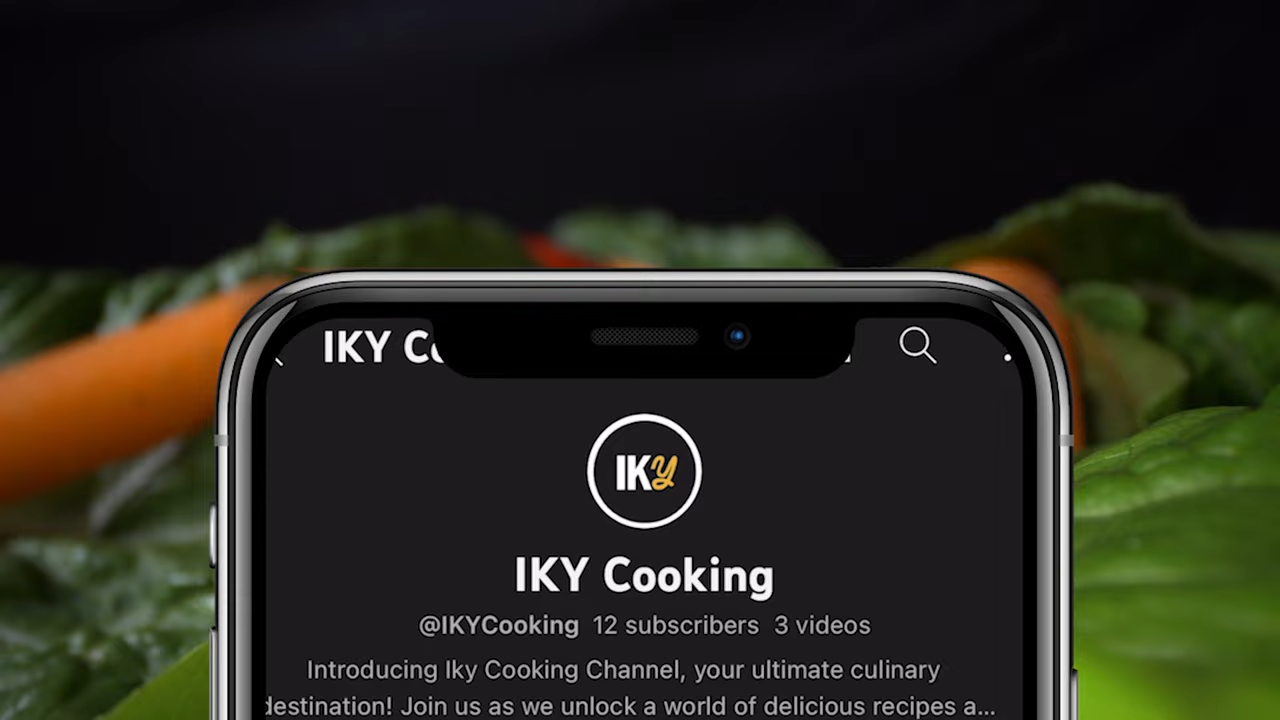 IKY Co
IKY
IKY Cooking
@IKYCooking 12 subscribers 3 videos
Introducing Iky Cooking Channel, your ultimate culinary
destination! Join us as we unlock a world of delicious recipes a...